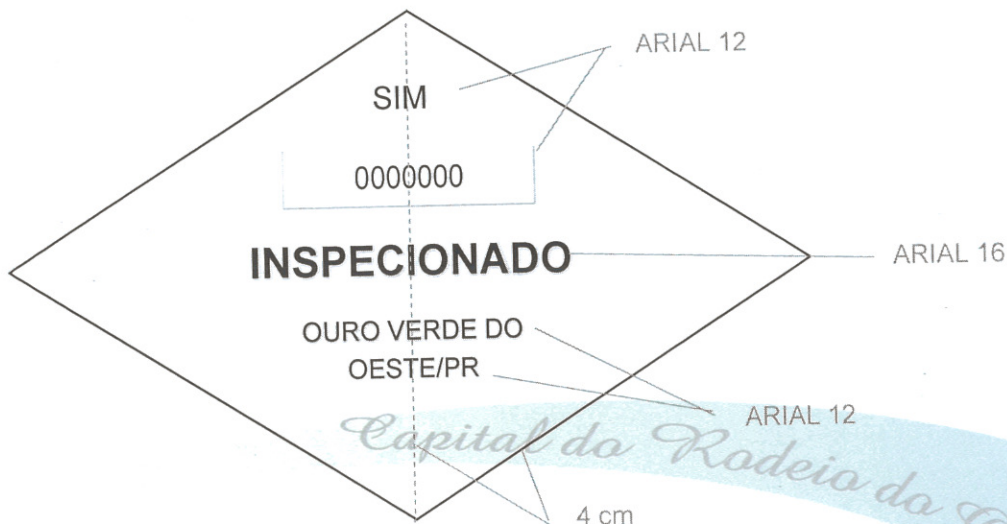 ARIAL 12
SIM
0000000
INSPECIONADO
ARIAL 16
OURO VERDE DO
OESTE/PR
ARIAL 12
Capital do Rodeio do
4 cm